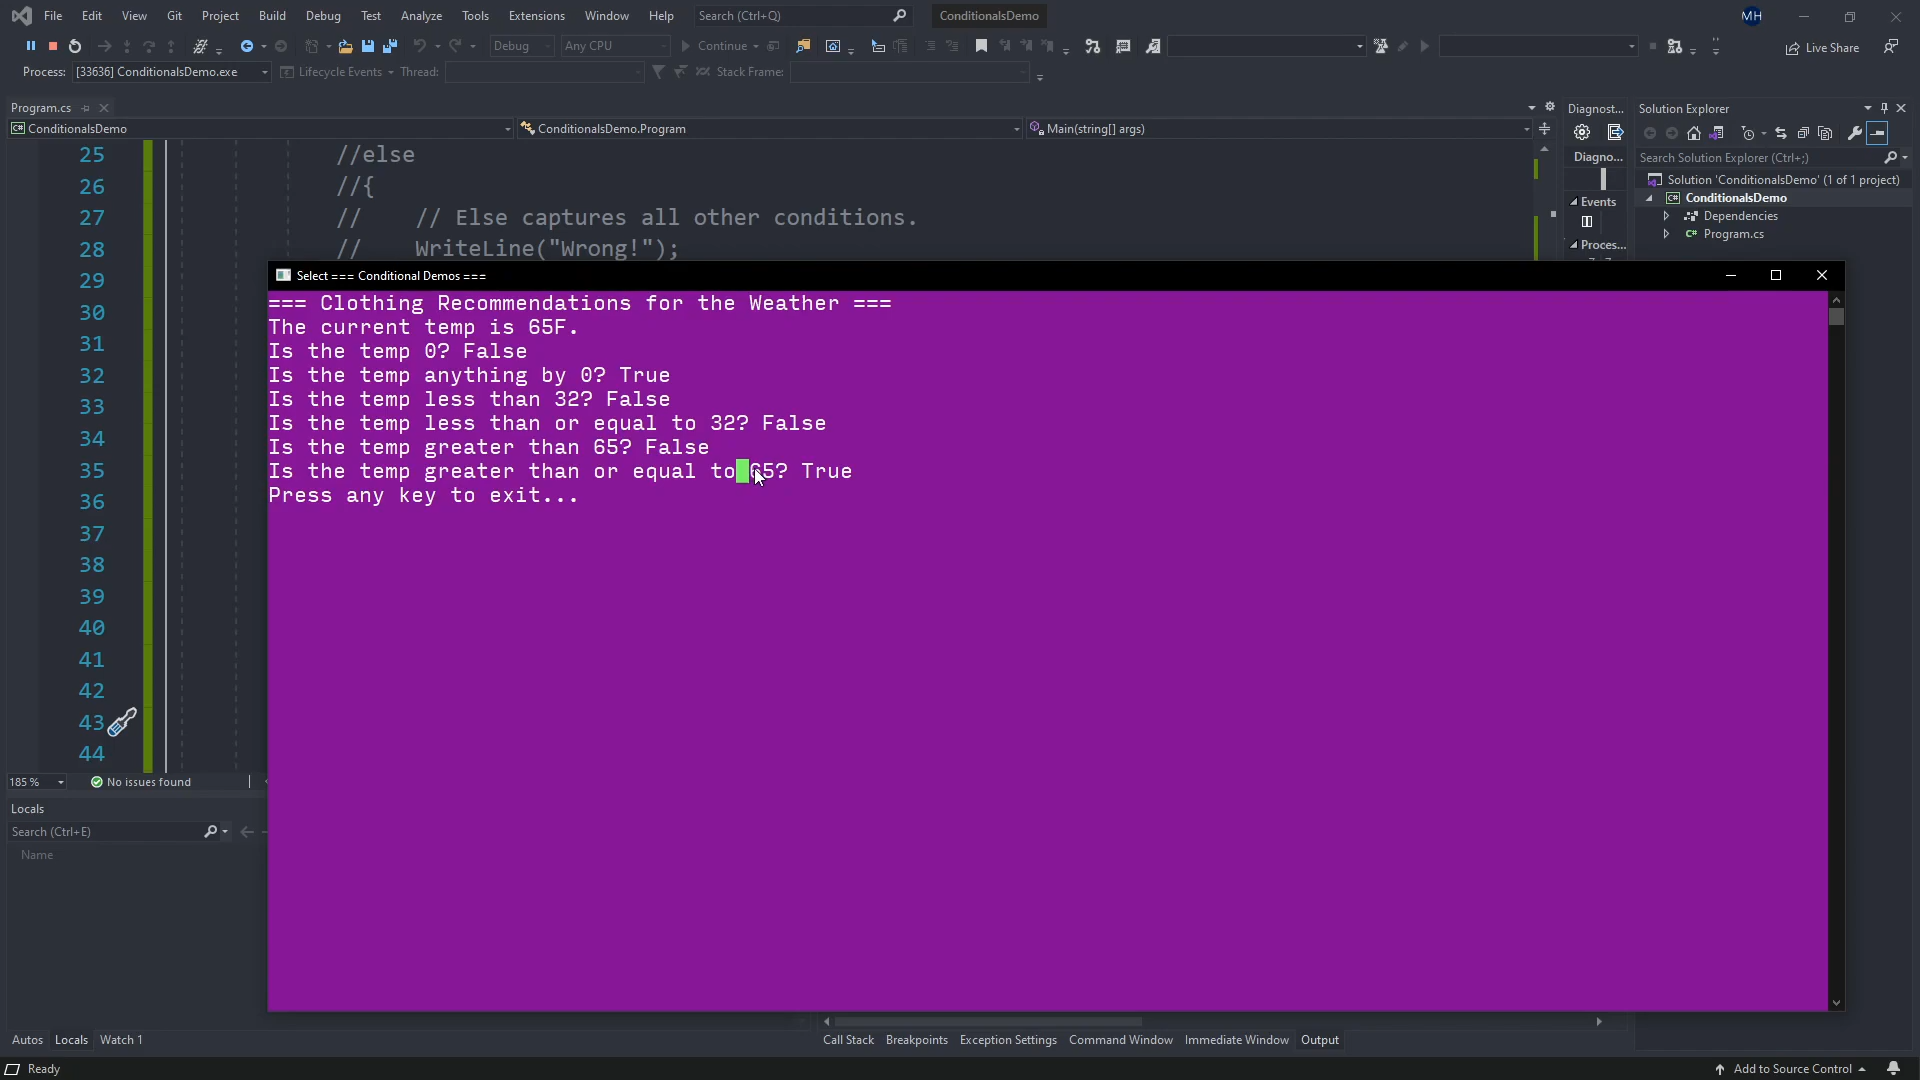 File Edit View Git Project Build Debug Test Analyze Tools Extensions Window Help Search (Ctrl+Q) ConditionalsDemo MH
Debug Any CPU Continue Live Share
Process: [33636] ConditionalsDemo.exe Lifecycle Events Thread: Stack Frame:
Program.cs
ConditionalsDemo ConditionalsDemo.Program Main(string[] args)
25 //else
26 //{
27 // // Else captures all other conditions.
28 // WriteLine("Wrong!");
29
30
31
32
33
34
35
36
37
38
39
40
41
42
43
44
Select === Conditional Demos ===
=== Clothing Recommendations for the Weather ===
The current temp is 65F.
Is the temp 0? False
Is the temp anything by 0? True
Is the temp less than 32? False
Is the temp less than or equal to 32? False
Is the temp greater than 65? False
Is the temp greater than or equal to 65? True
Press any key to exit...
Diagnost...
Diagno...
Events
Proces...
Solution Explorer
Search Solution Explorer (Ctrl+;)
Solution 'ConditionalsDemo' (1 of 1 project)
ConditionalsDemo
Dependencies
Program.cs
185 % No issues found
Locals
Search (Ctrl+E)
Name
Autos Locals Watch 1
Call Stack Breakpoints Exception Settings Command Window Immediate Window Output
Ready Add to Source Control